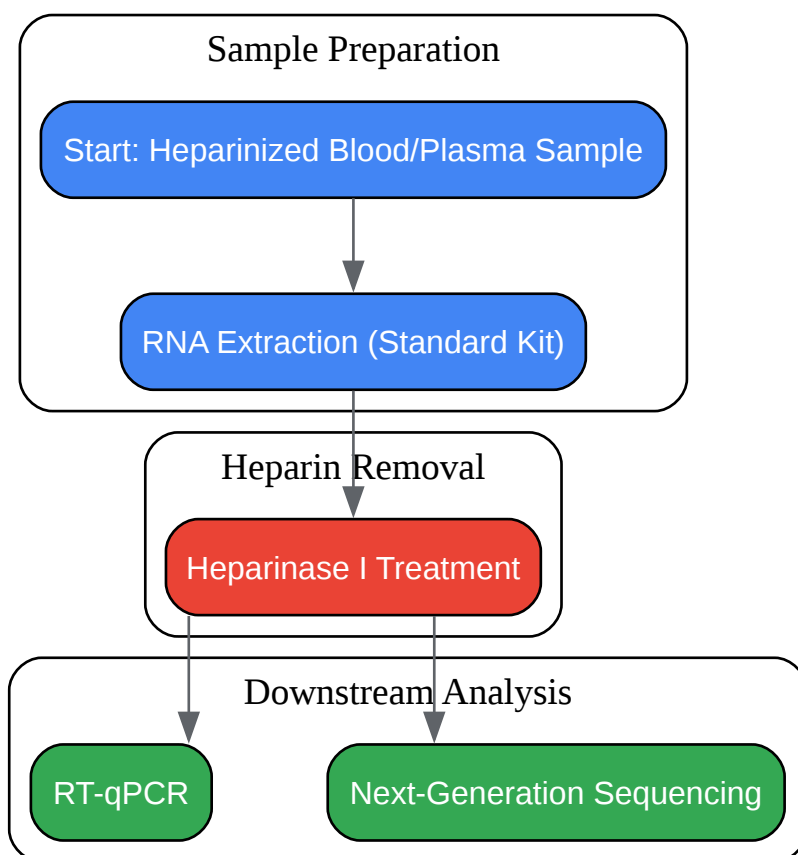 Sample Preparation
Start: Heparinized Blood/Plasma Sample
RNA Extraction (Standard Kit)
Heparin Removal
Heparinase I Treatment
Downstream Analysis
RT-qPCR
Next-Generation Sequencing